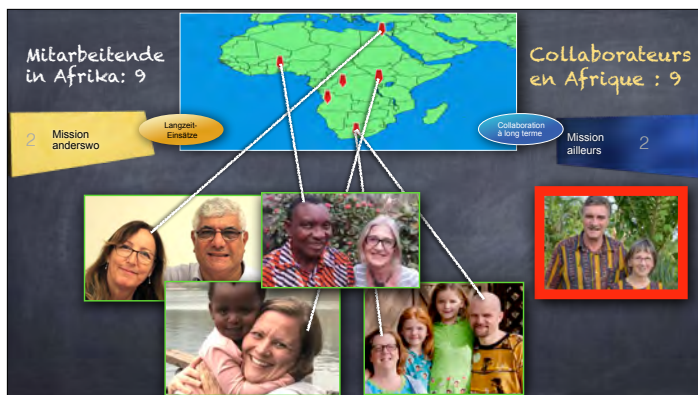 Mitarbeitende
in Afrika: 9
Collaborateurs
en Afrique : 9
2
Mission
anderswo
Langzeit-
Einsätze
Collaboration
à long terme
Mission
ailleurs
2